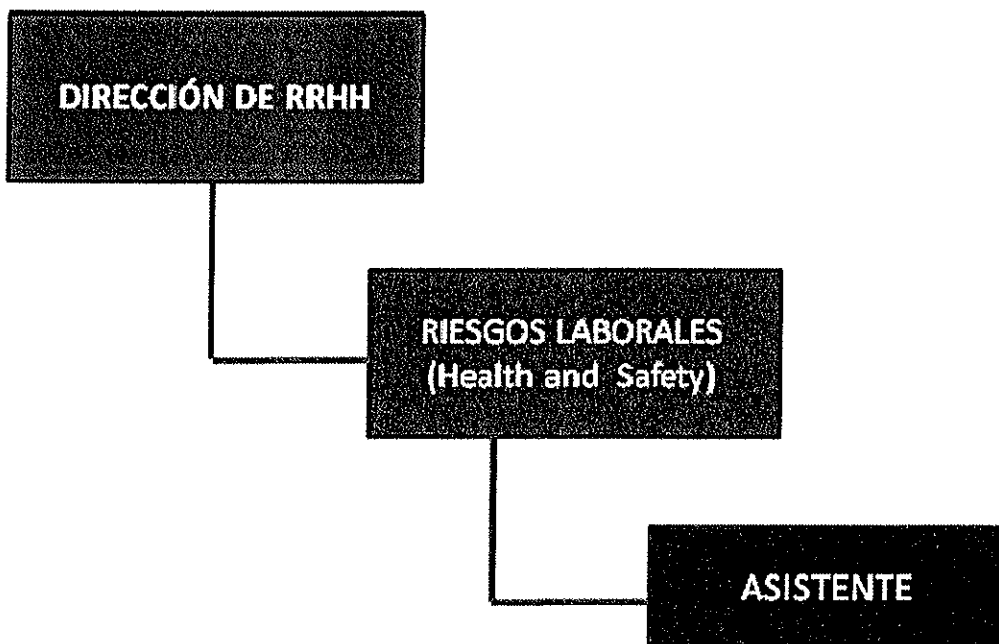 DIRECCIÓN DE RRHH
RIESGOS LABORALES
(Health and Safety)
ASISTENTE